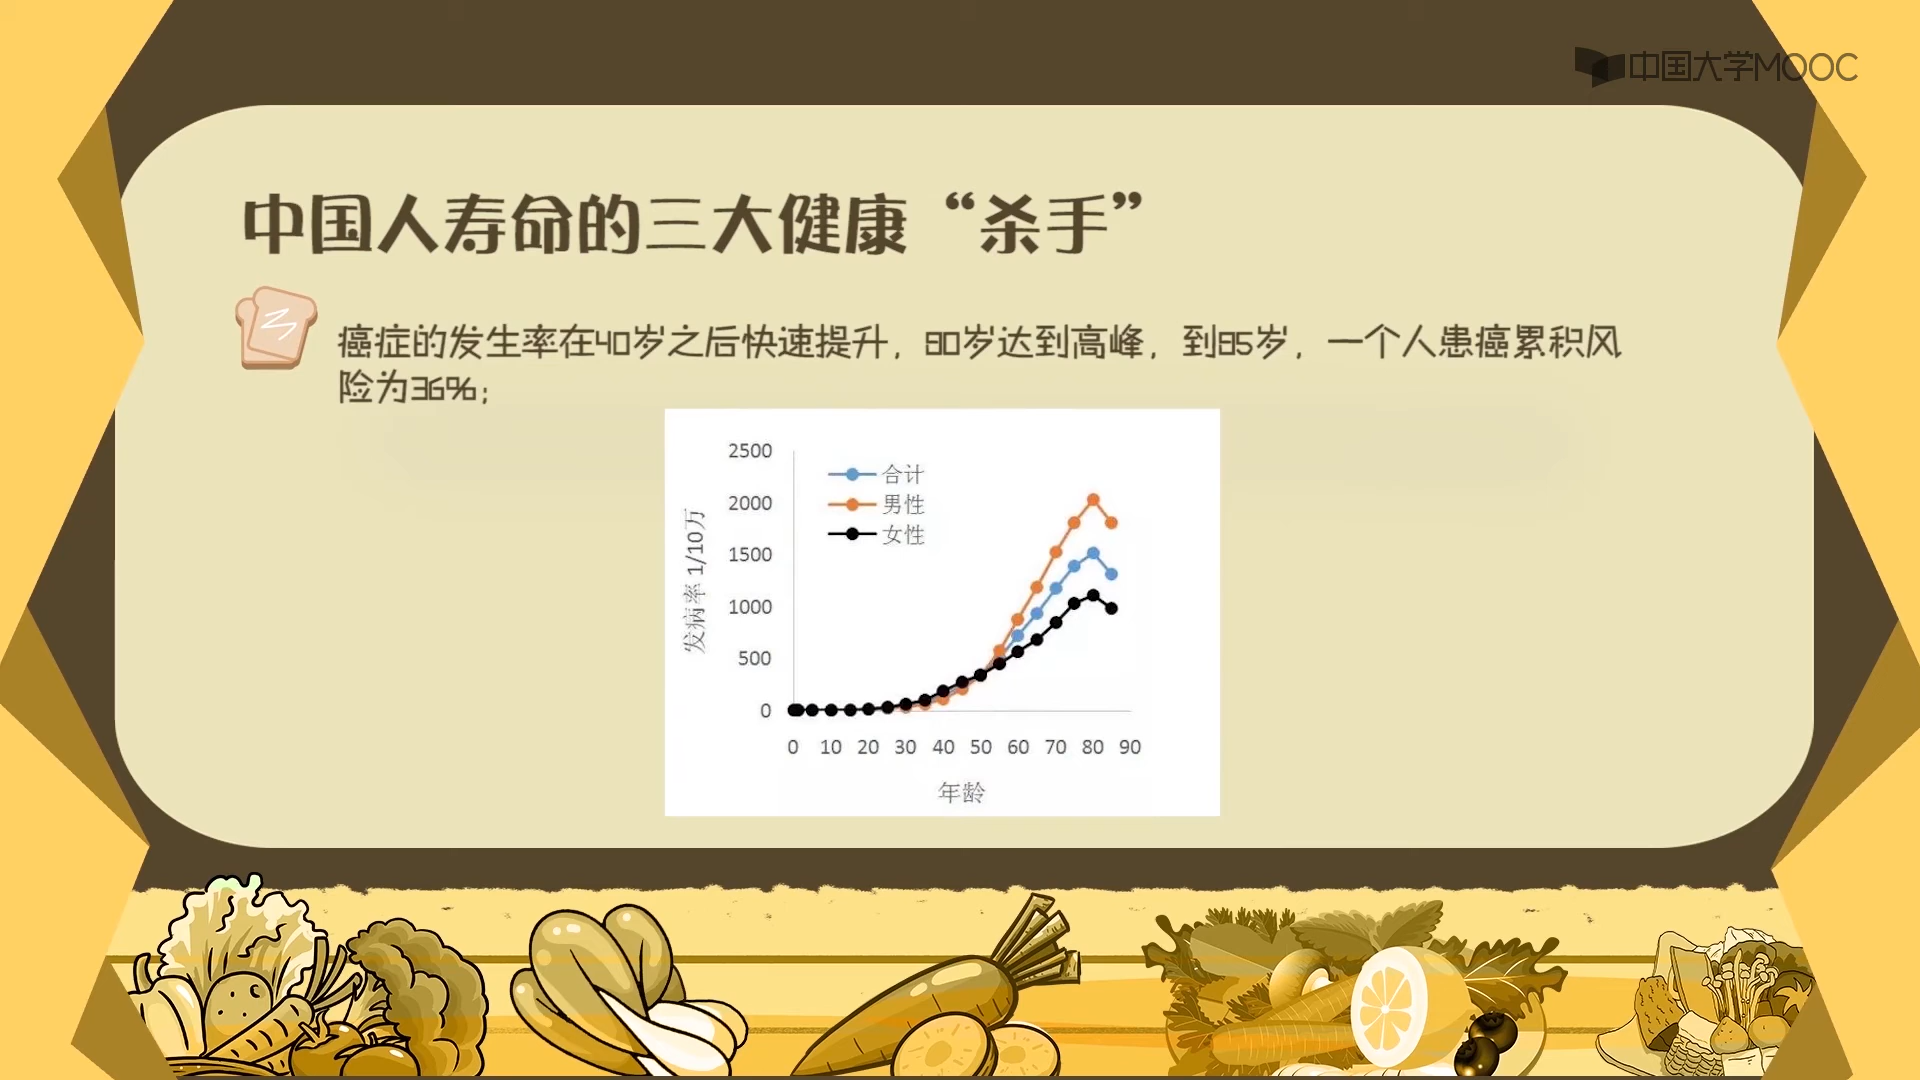 中国大学MOOC
中国人寿命的三大健康“杀手”
癌症的发生率在40岁之后快速提升，80岁达到高峰，到85岁，一个人患癌累积风
险为36%；
2500
2000
1500
1000
500
0
发病率 1/10万
合计
男性
女性
0 10 20 30 40 50 60 70 80 90
年龄